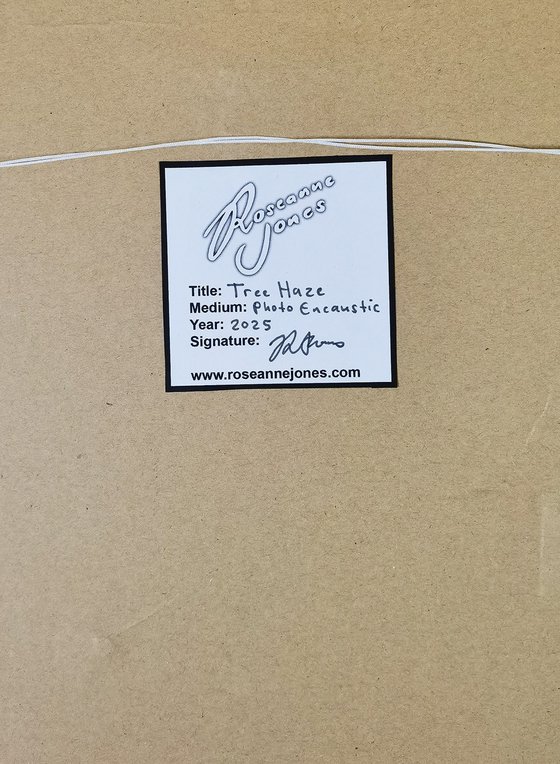 Roseanne
Jones
Title: Tree Haze
Medium: Photo Encaustic
Year: 2025
Signature:
www.roseannejones.com